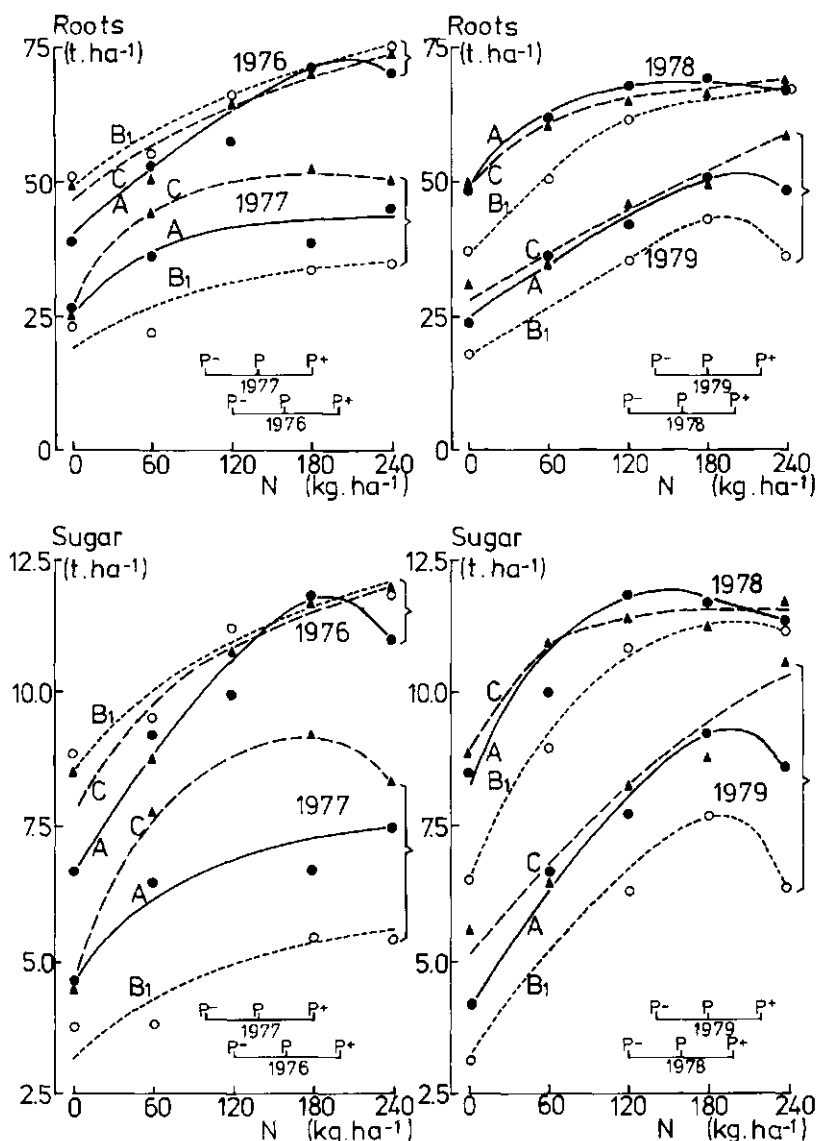 Roots
(t. ha⁻¹)
75
50
25
0
1976
B₁
C
A
C
1977
A
B₁
P- P P+
1977
P- P P+
1976
0 60 120 180 240
N (kg. ha⁻¹)
Roots
(t. ha⁻¹)
75
50
25
0
1978
A
C
B₁
C
A
1979
B₁
P- P P+
1979
P- P P+
1978
0 60 120 180 240
N (kg. ha⁻¹)
Sugar
(t. ha⁻¹)
12.5
10.0
7.5
5.0
2.5
1976
B₁
C
A
C
1977
A
B₁
P- P P+
1977
P- P P+
1976
0 60 120 180 240
N (kg. ha⁻¹)
Sugar
(t. ha⁻¹)
12.5
10.0
7.5
5.0
2.5
1978
C
A
B₁
1979
C
A
B₁
P- P P+
1979
P- P P+
1978
0 60 120 180 240
N (kg. ha⁻¹)